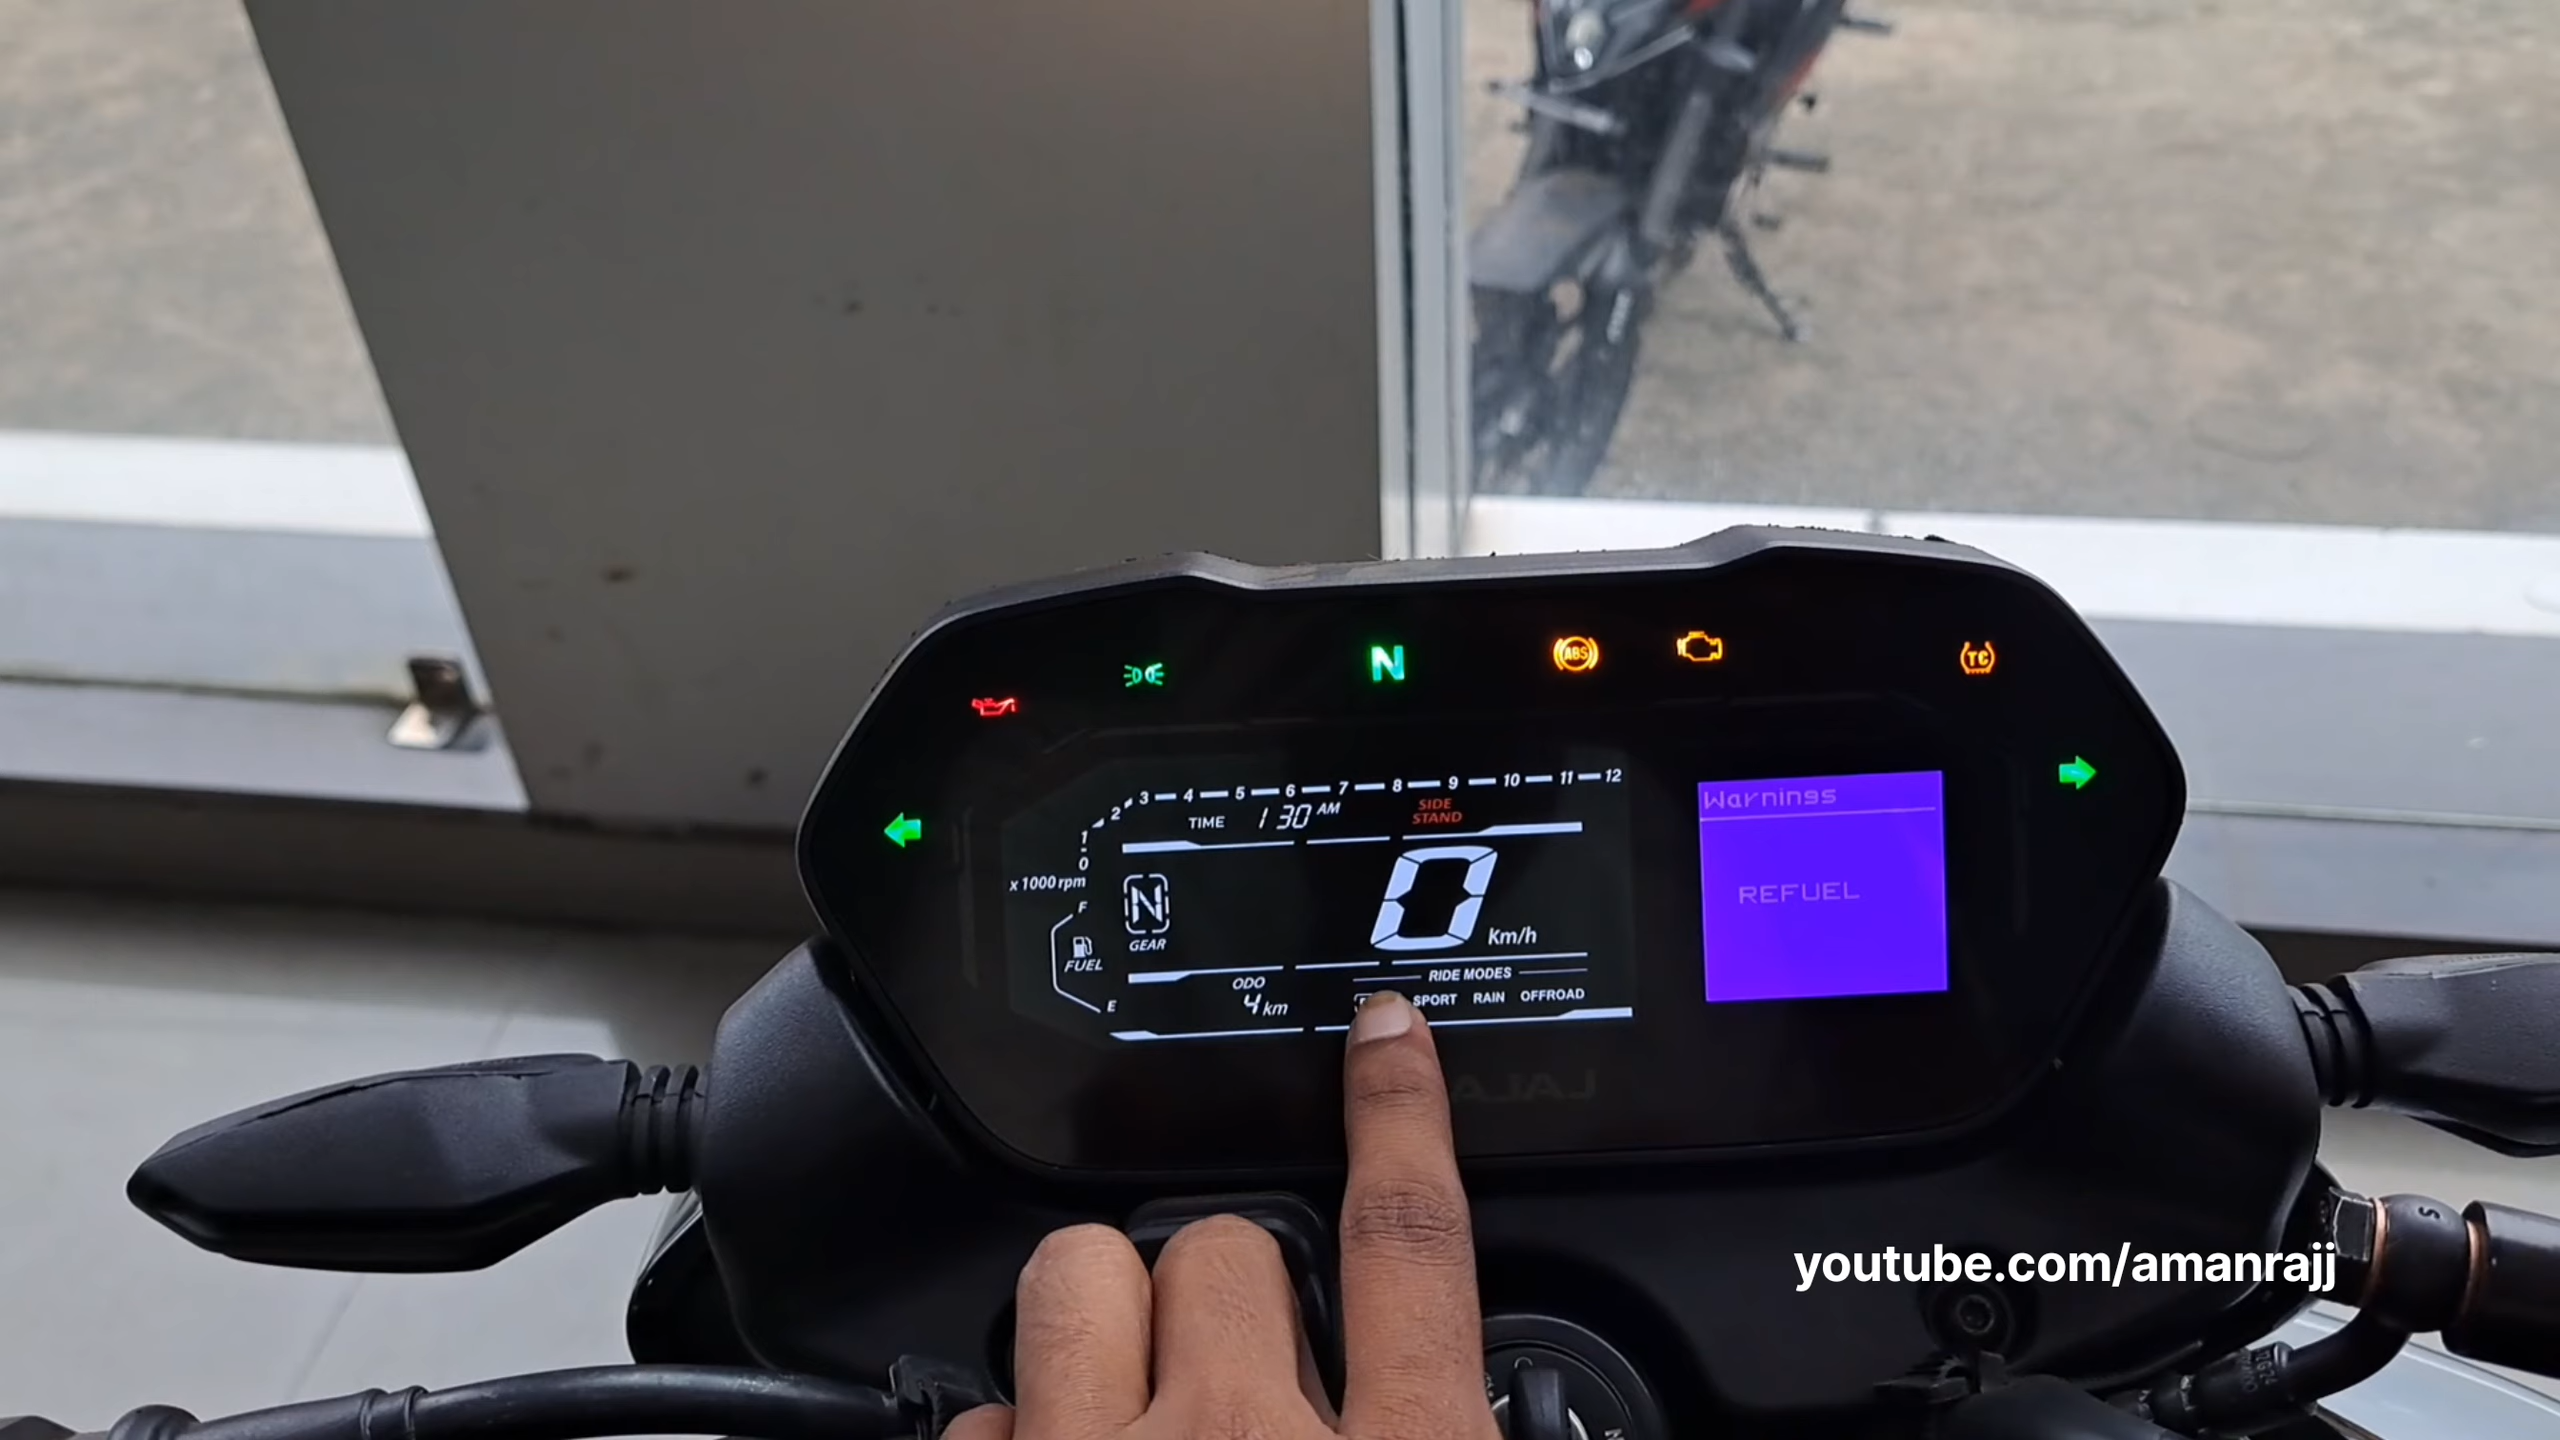 N
ABS
TC
3 4 5 6 7 8 9 10 11 12
2
1
0
x 1000 rpm
TIME 1 30 AM
SIDE
STAND
Warnings
REFUEL
N
GEAR
F
FUEL
E
0 Km/h
ODO
4 km
RIDE MODES
SPORT RAIN OFFROAD
youtube.com/amanrajj
S